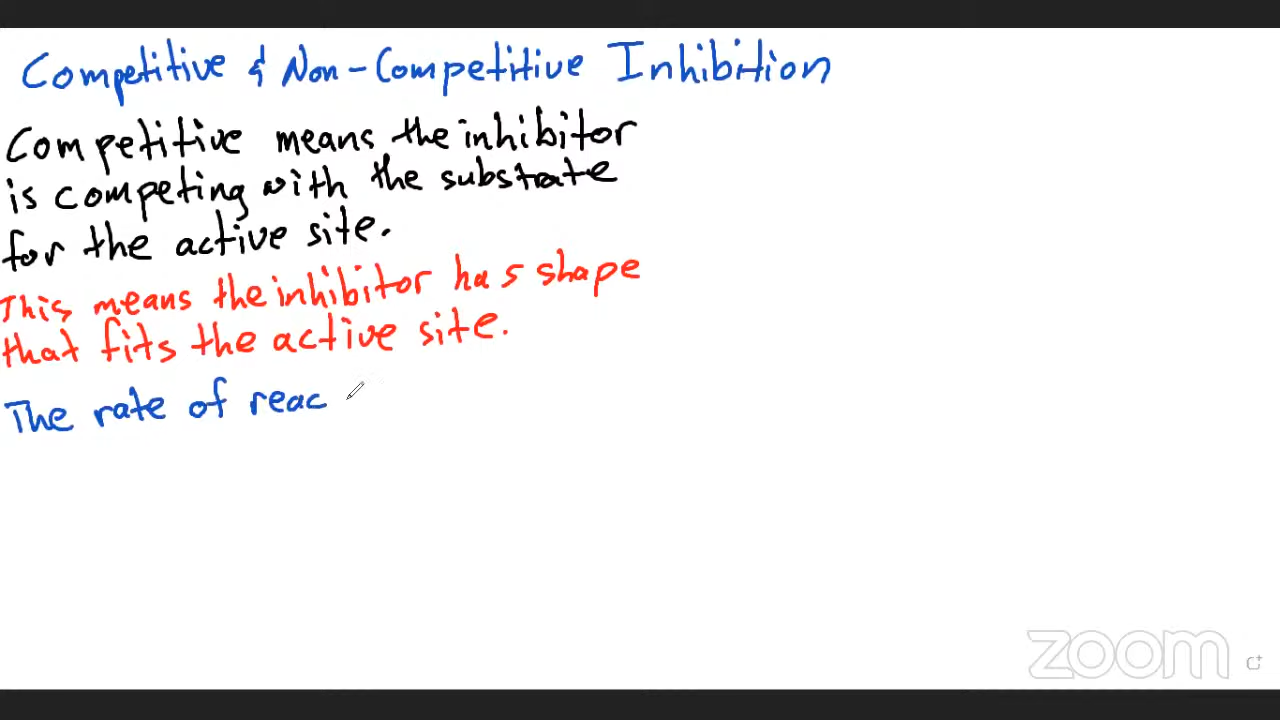 Competitive & Non-Competitive Inhibition
Competitive means the inhibitor
is competing with the substrate
for the active site.
This means the inhibitor has shape
that fits the active site.
The rate of reac
zoom